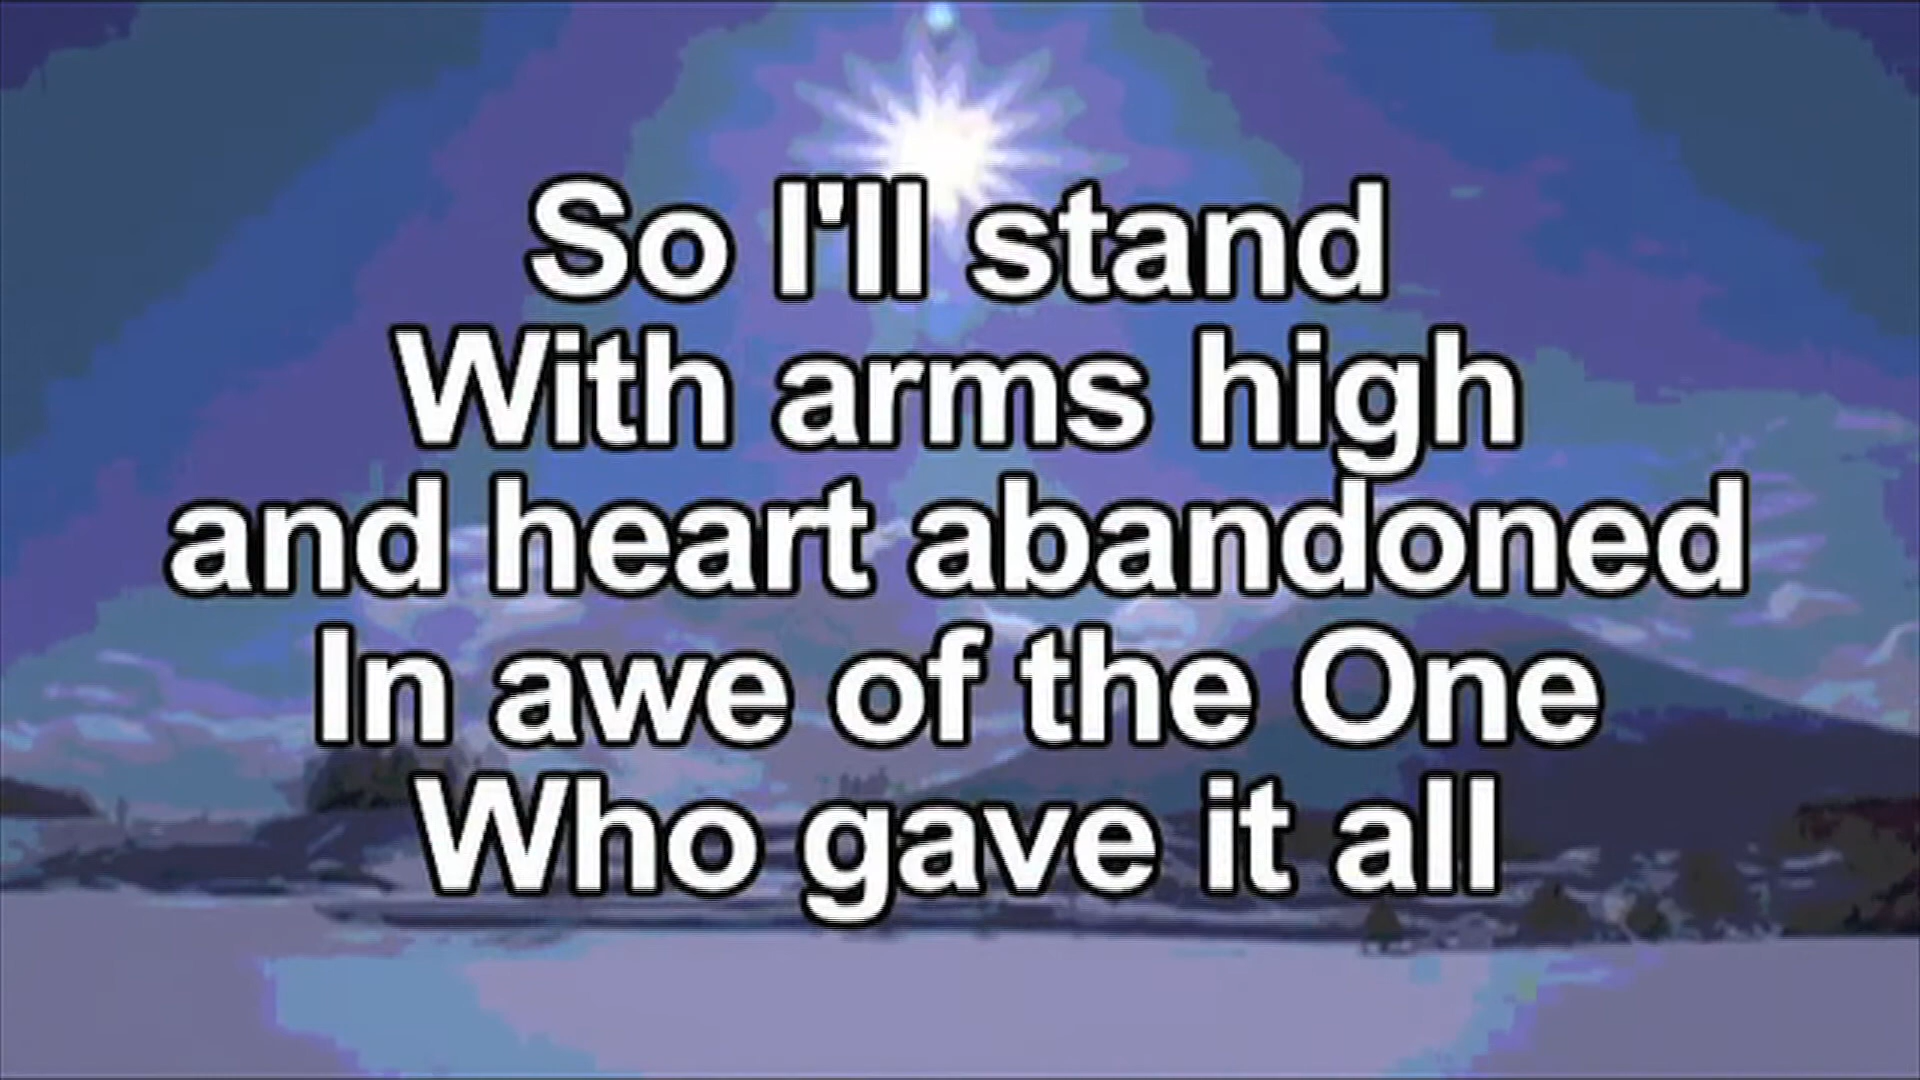 So I'll stand
With arms high
and heart abandoned
In awe of the One
Who gave it all